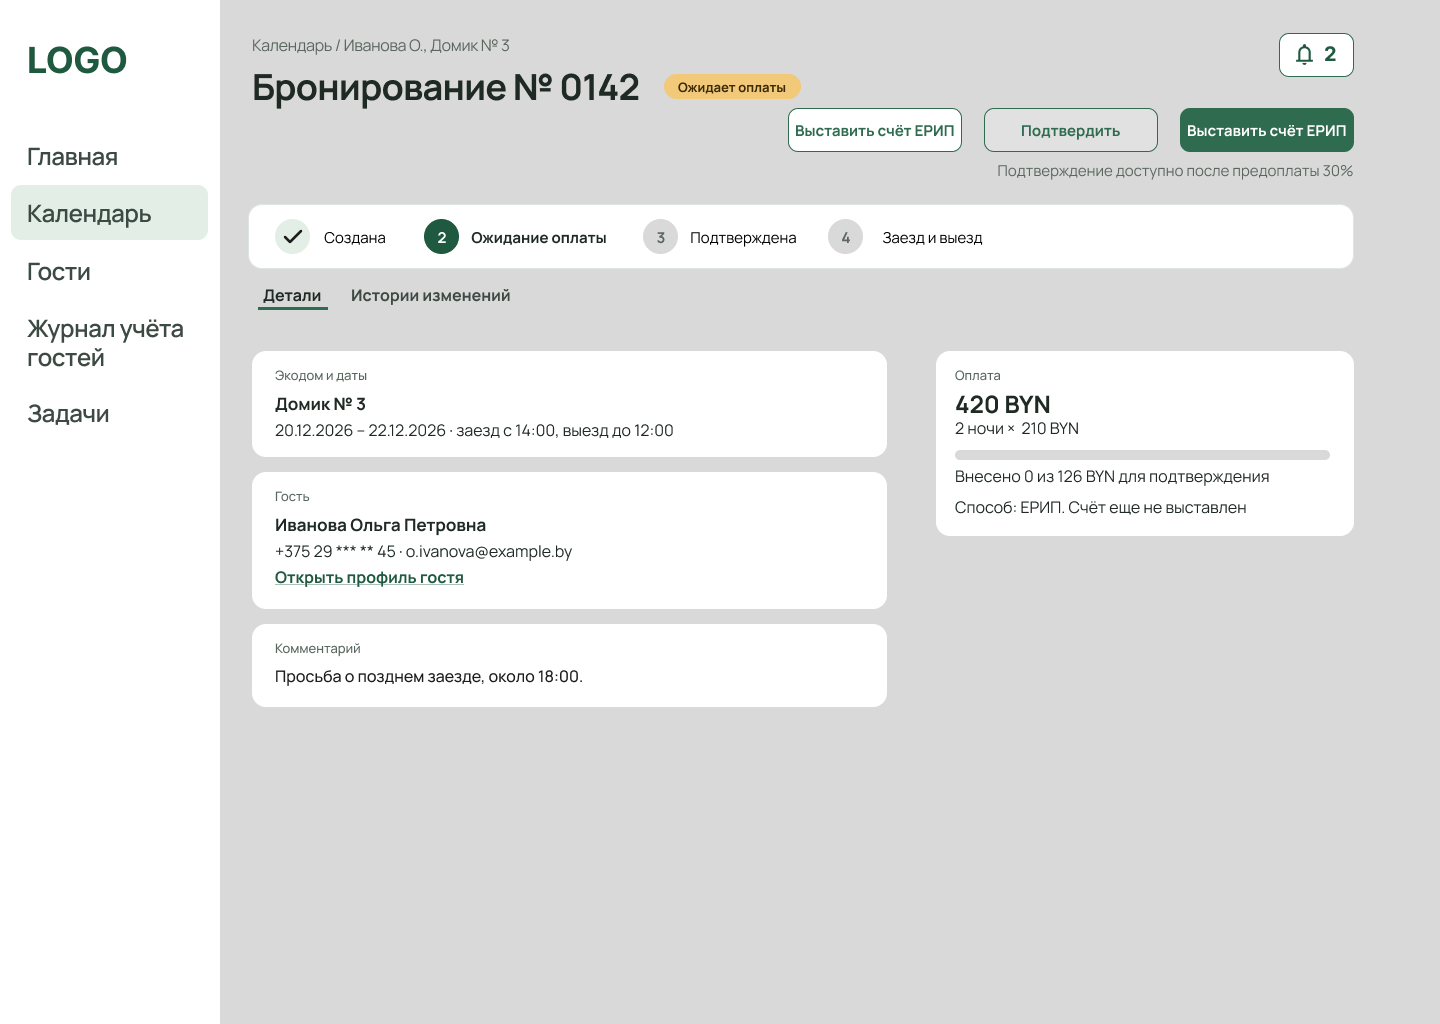 LOGO
Главная
Календарь
Гости
Журнал учёта
гостей
Задачи
Календарь / Иванова О., Домик № 3
2
Бронирование № 0142
Ожидает оплаты
Выставить счёт ЕРИП
Подтвердить
Выставить счёт ЕРИП
Подтверждение доступно после предоплаты 30%
Создана
2 Ожидание оплаты
3 Подтверждена
4 Заезд и выезд
Детали
Истории изменений
Экодом и даты
Домик № 3
20.12.2026 – 22.12.2026 · заезд с 14:00, выезд до 12:00
Гость
Иванова Ольга Петровна
+375 29 *** ** 45 · o.ivanova@example.by
Открыть профиль гостя
Комментарий
Просьба о позднем заезде, около 18:00.
Оплата
420 BYN
2 ночи × 210 BYN
Внесено 0 из 126 BYN для подтверждения
Способ: ЕРИП. Счёт еще не выставлен